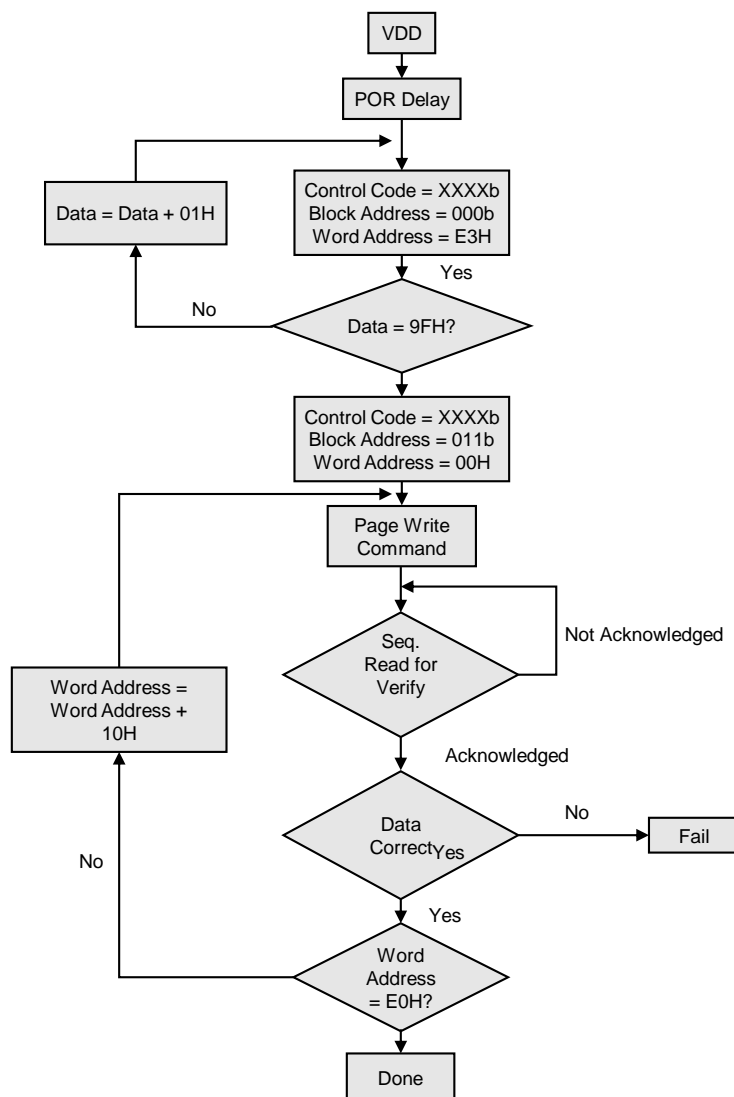 VDD
POR Delay
Data = Data + 01H
Control Code = XXXXb
Block Address = 000b
Word Address = E3H
Yes
No
Data = 9FH?
Control Code = XXXXb
Block Address = 011b
Word Address = 00H
Page Write
Command
Not Acknowledged
Seq.
Read for
Verify
Word Address =
Word Address +
10H
Acknowledged
Data
Correct
Yes
No
Fail
No
Yes
Word
Address
= E0H?
Done